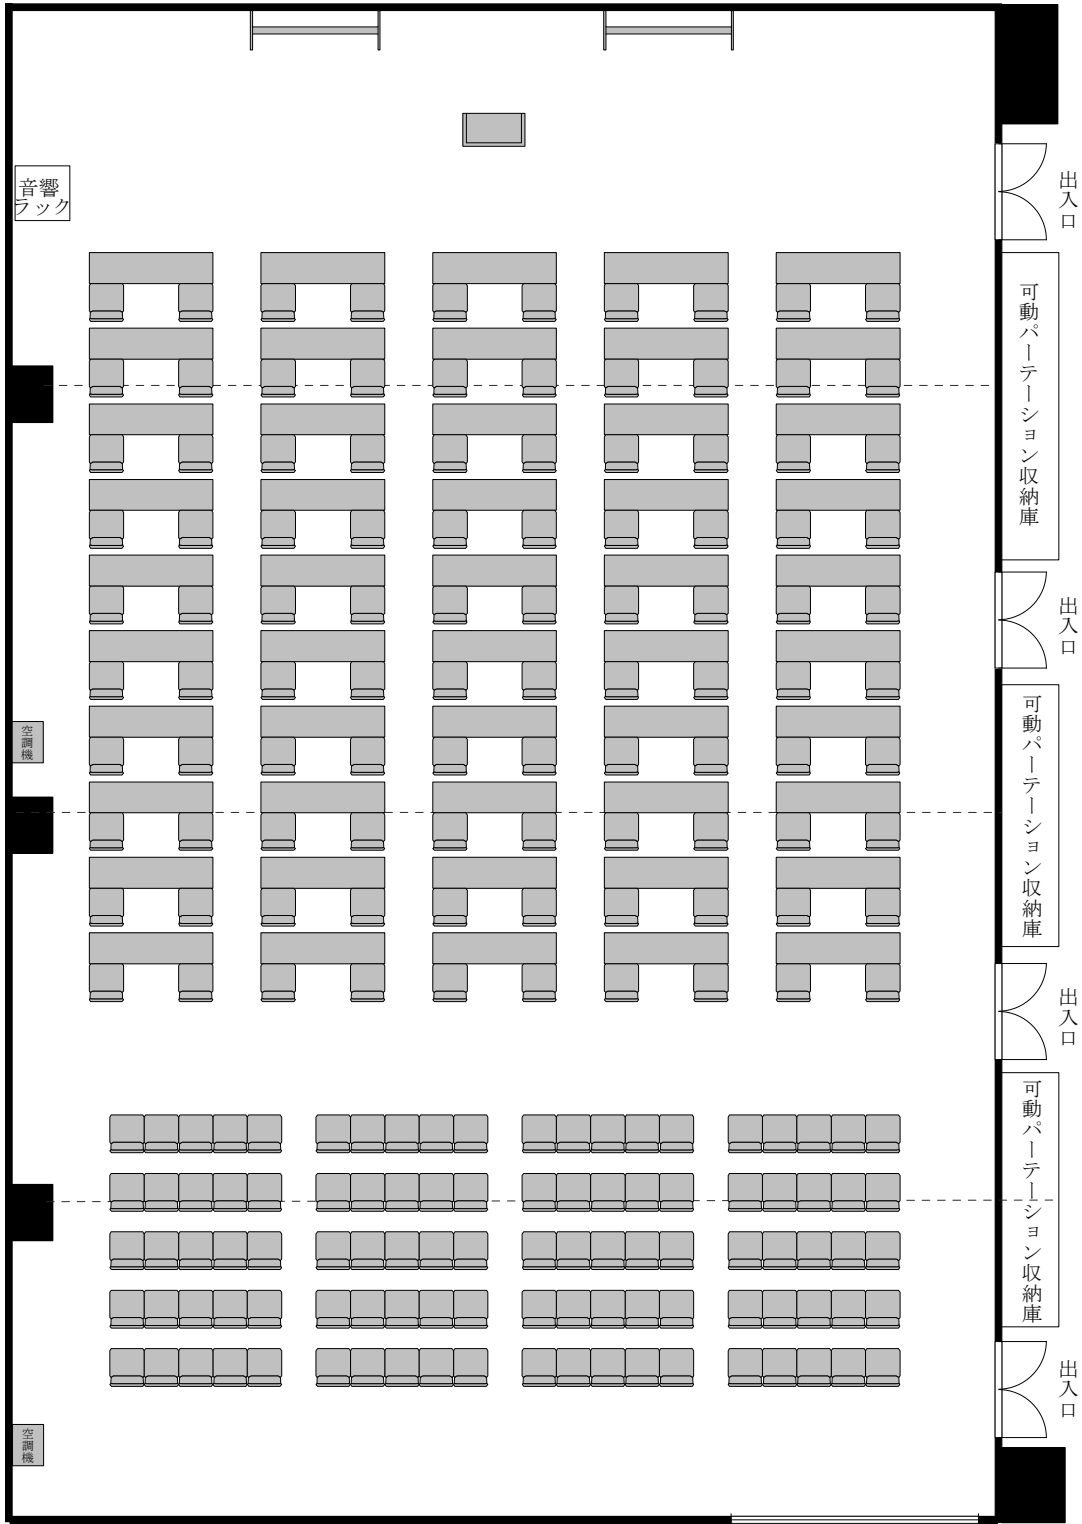 音響
ラック
出入口
可動パーテーション収納庫
出入口
可動パーテーション収納庫
空調機
出入口
可動パーテーション収納庫
出入口
空調機